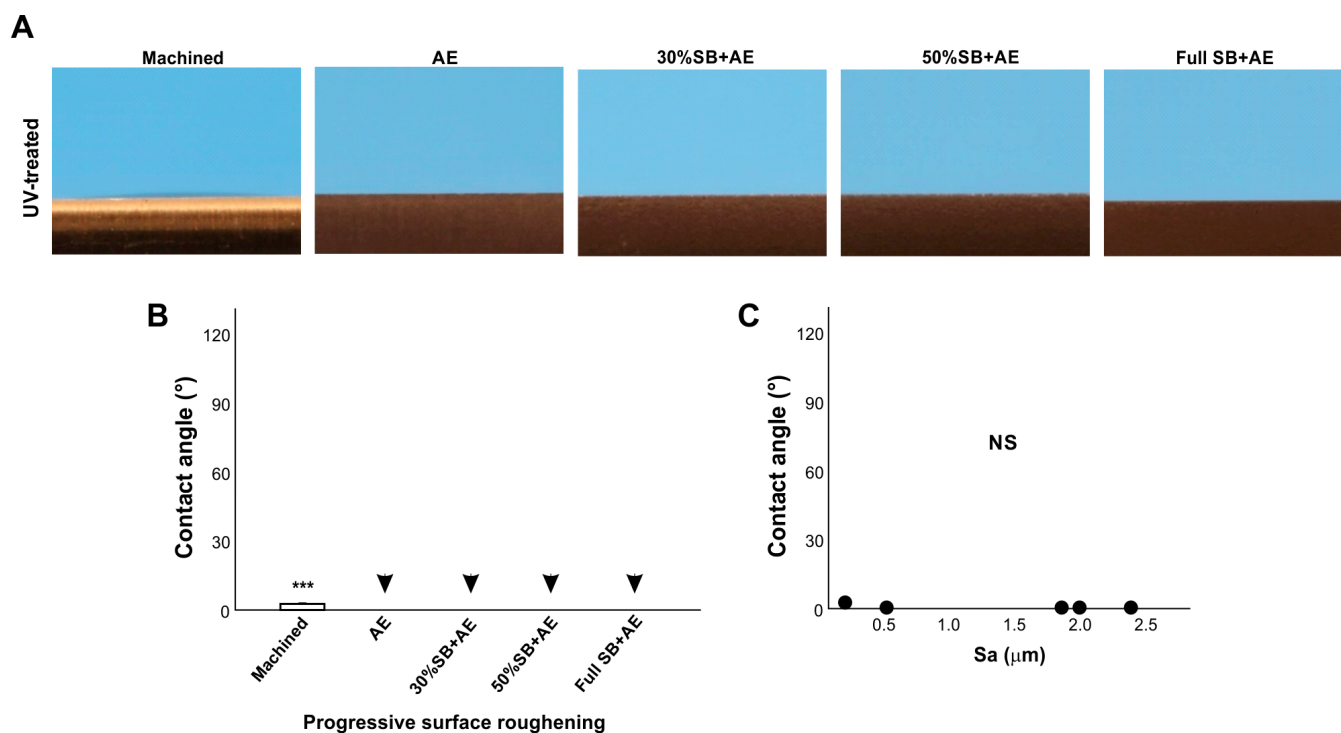 A
Machined
AE
30%SB+AE
50%SB+AE
Full SB+AE
UV-treated
B
Contact angle (°)
120
90
60
30
0
***
Machined
AE
30%SB+AE
50%SB+AE
Full SB+AE
Progressive surface roughening
C
Contact angle (°)
120
90
60
30
0
NS
0.5
1.0
1.5
2.0
2.5
Sa (μm)